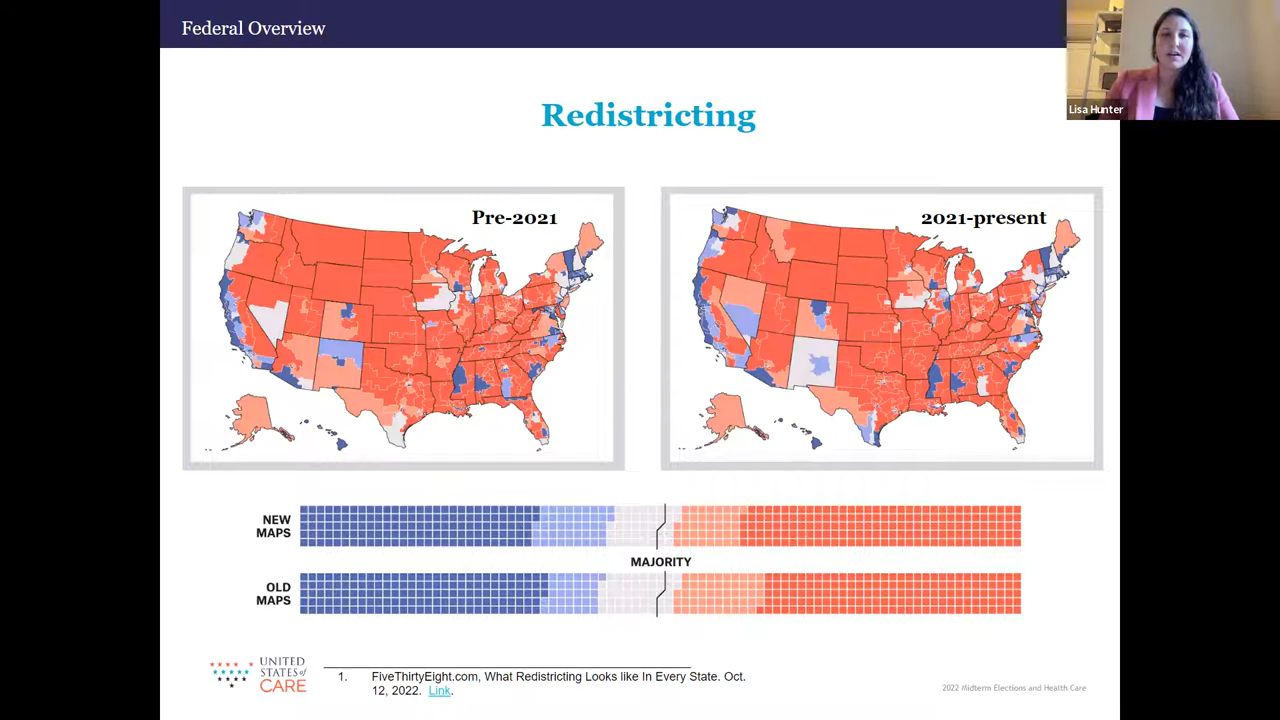 Federal Overview
Lisa Hunter
Redistricting
Pre-2021
2021-present
NEW
MAPS
MAJORITY
OLD
MAPS
UNITED
STATES of
CARE
1. FiveThirtyEight.com, What Redistricting Looks like In Every State. Oct.
12, 2022. Link.
2022 Midterm Elections and Health Care